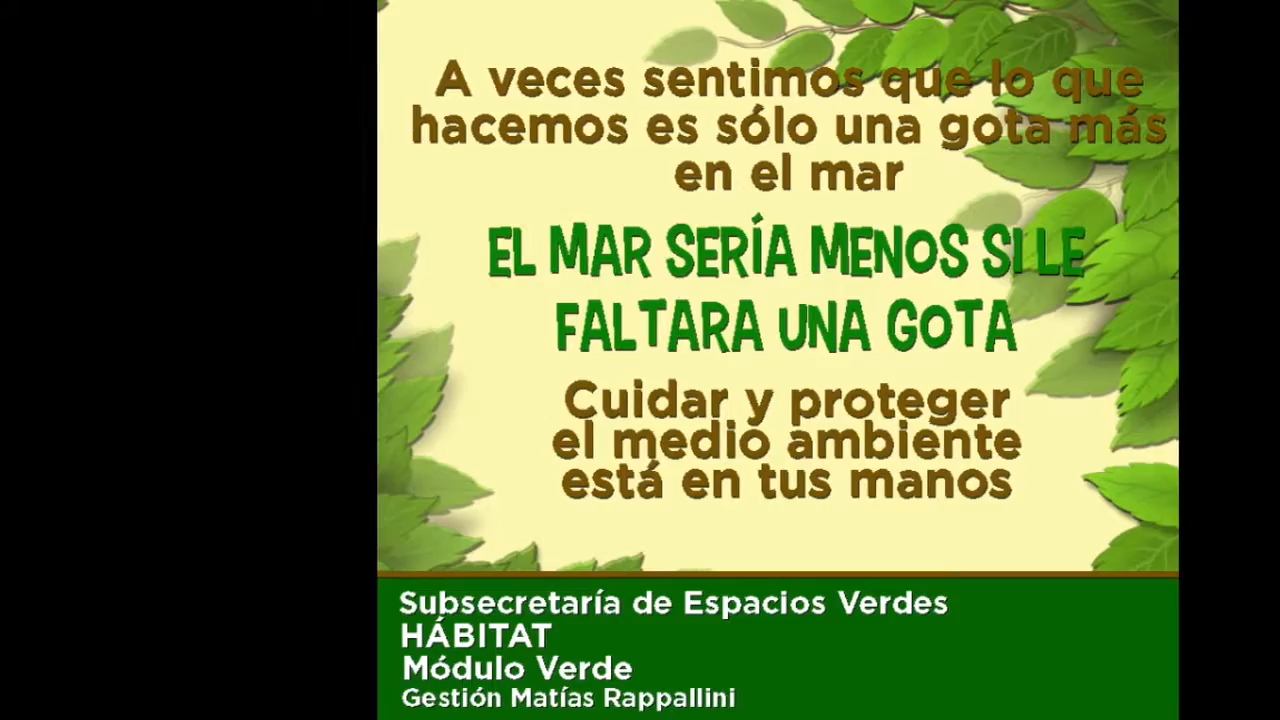 A veces sentimos que lo que
hacemos es sólo una gota más
en el mar
EL MAR SERÍA MENOS SI LE
FALTARA UNA GOTA
Cuidar y proteger
el medio ambiente
está en tus manos
Subsecretaría de Espacios Verdes
HÁBITAT
Módulo Verde
Gestión Matías Rappallini